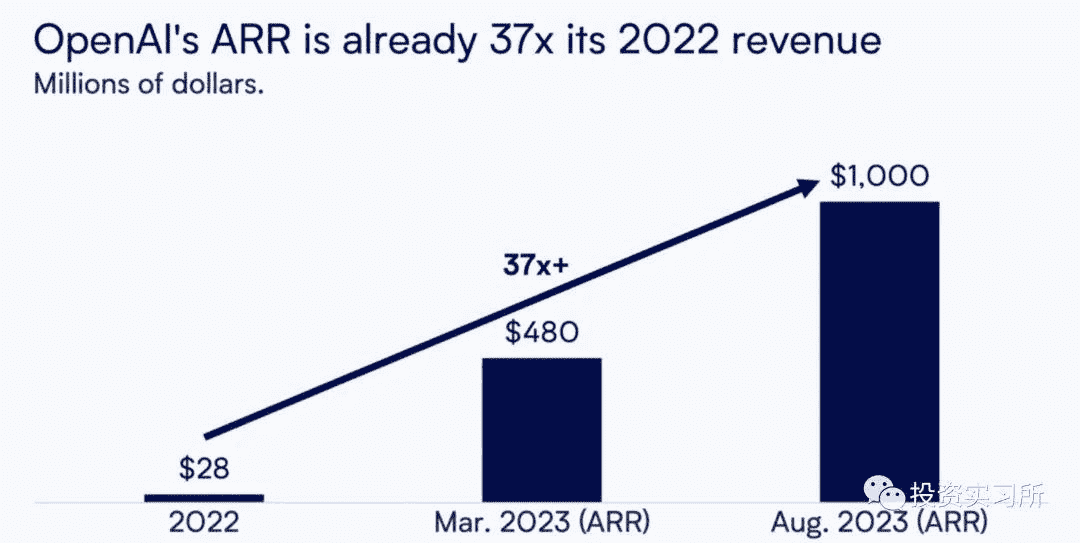 OpenAI's ARR is already 37x its 2022 revenue
Millions of dollars.
$1,000
37x+
$480
$28
投资实习所
2022
Mar. 2023 (ARR)
Aug. 2023 (ARR)